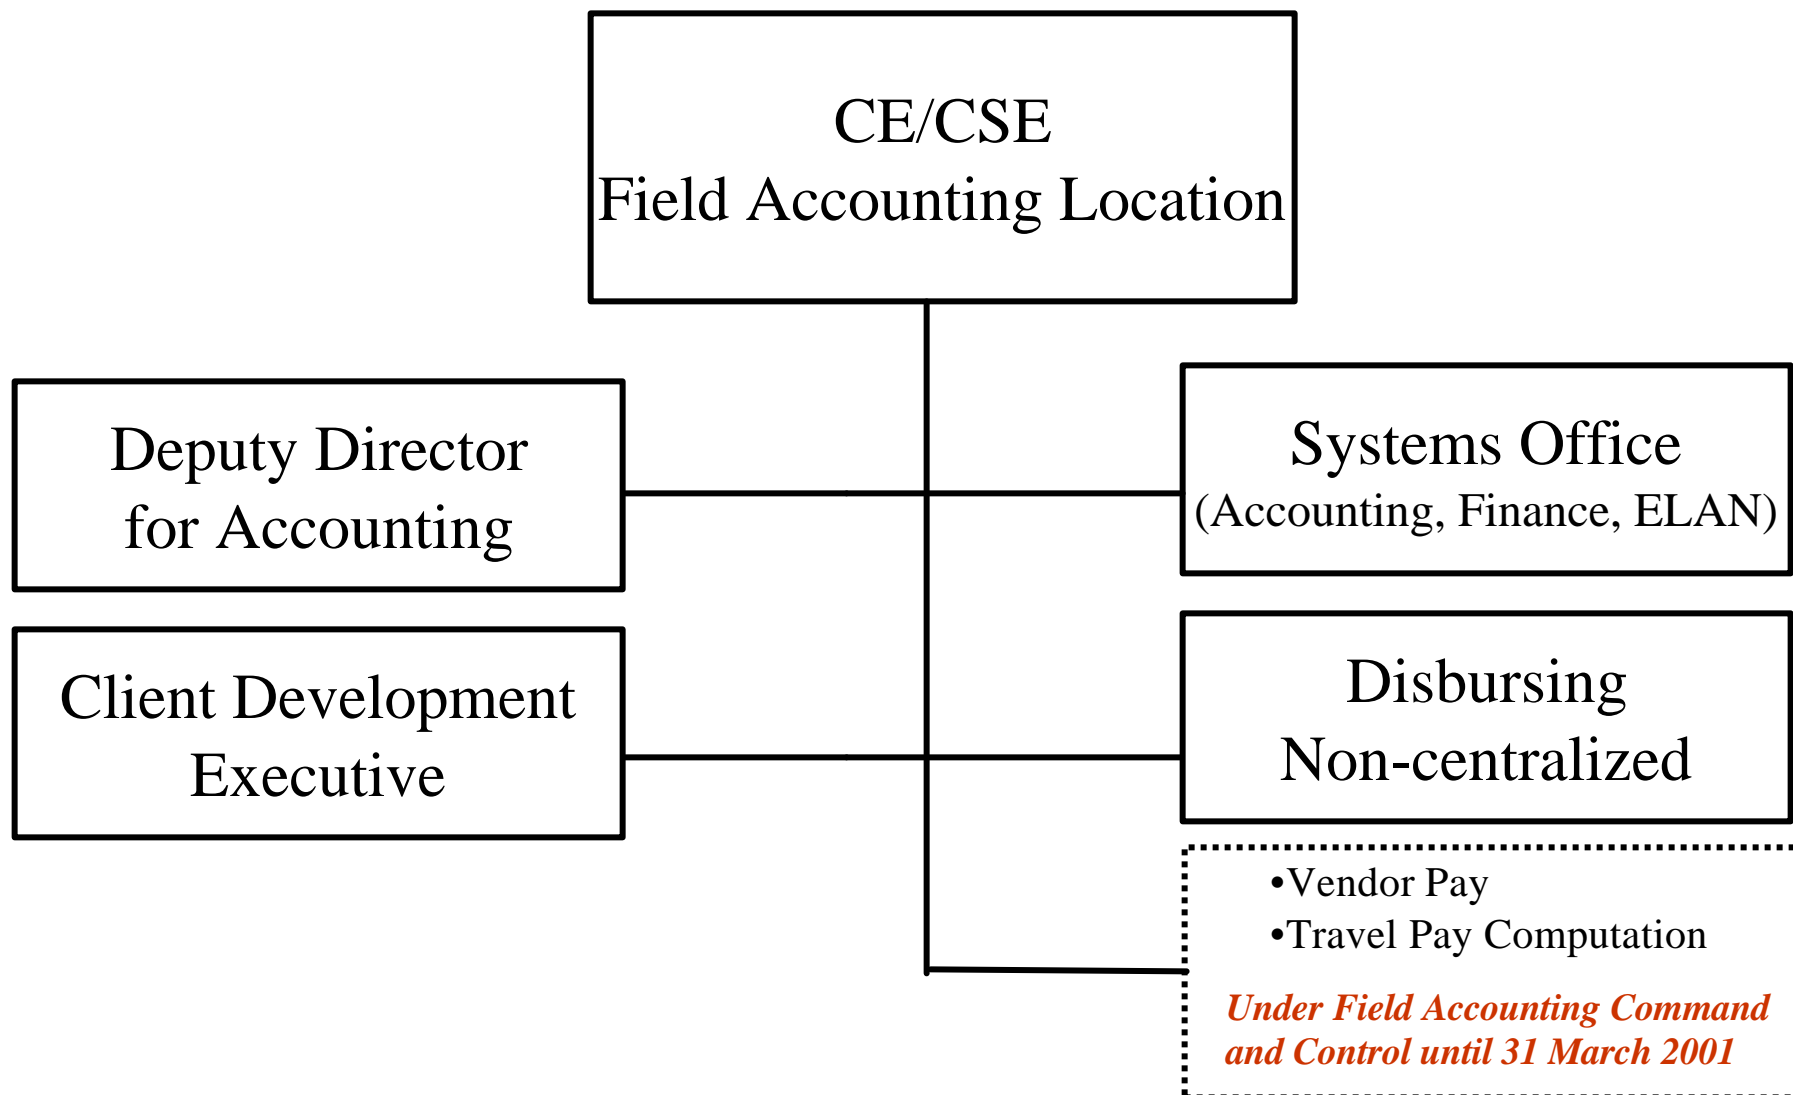 CE/CSE
Field Accounting Location
Deputy Director
for Accounting
Systems Office
(Accounting, Finance, ELAN)
Client Development
Executive
Disbursing
Non-centralized
•Vendor Pay
•Travel Pay Computation
Under Field Accounting Command
and Control until 31 March 2001